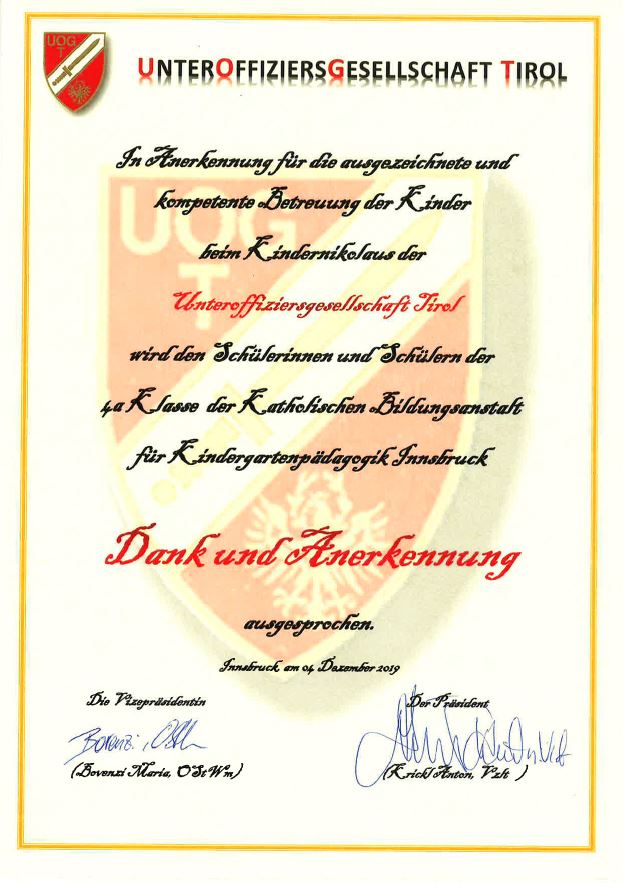 UOG
T
UNTEROFFIZIERSGESELLSCHAFT TIROL
In Anerkennung für die ausgezeichnete und
kompetente Betreuung der Kinder
beim Kindernikolaus der
Unteroffiziersgesellschaft Tirol
wird den Schülerinnen und Schülern der
4a Klasse der Katholischen Bildungsanstalt
für Kindergartenpädagogik Innsbruck
Dank und Anerkennung
ausgesprochen.
Innsbruck am 04 Dezember 2019
Die Vizepräsidentin
Der Präsident
(Bovenzi Maria, OStWm)
(Krickl Anton, Vzlt )
UOG
T